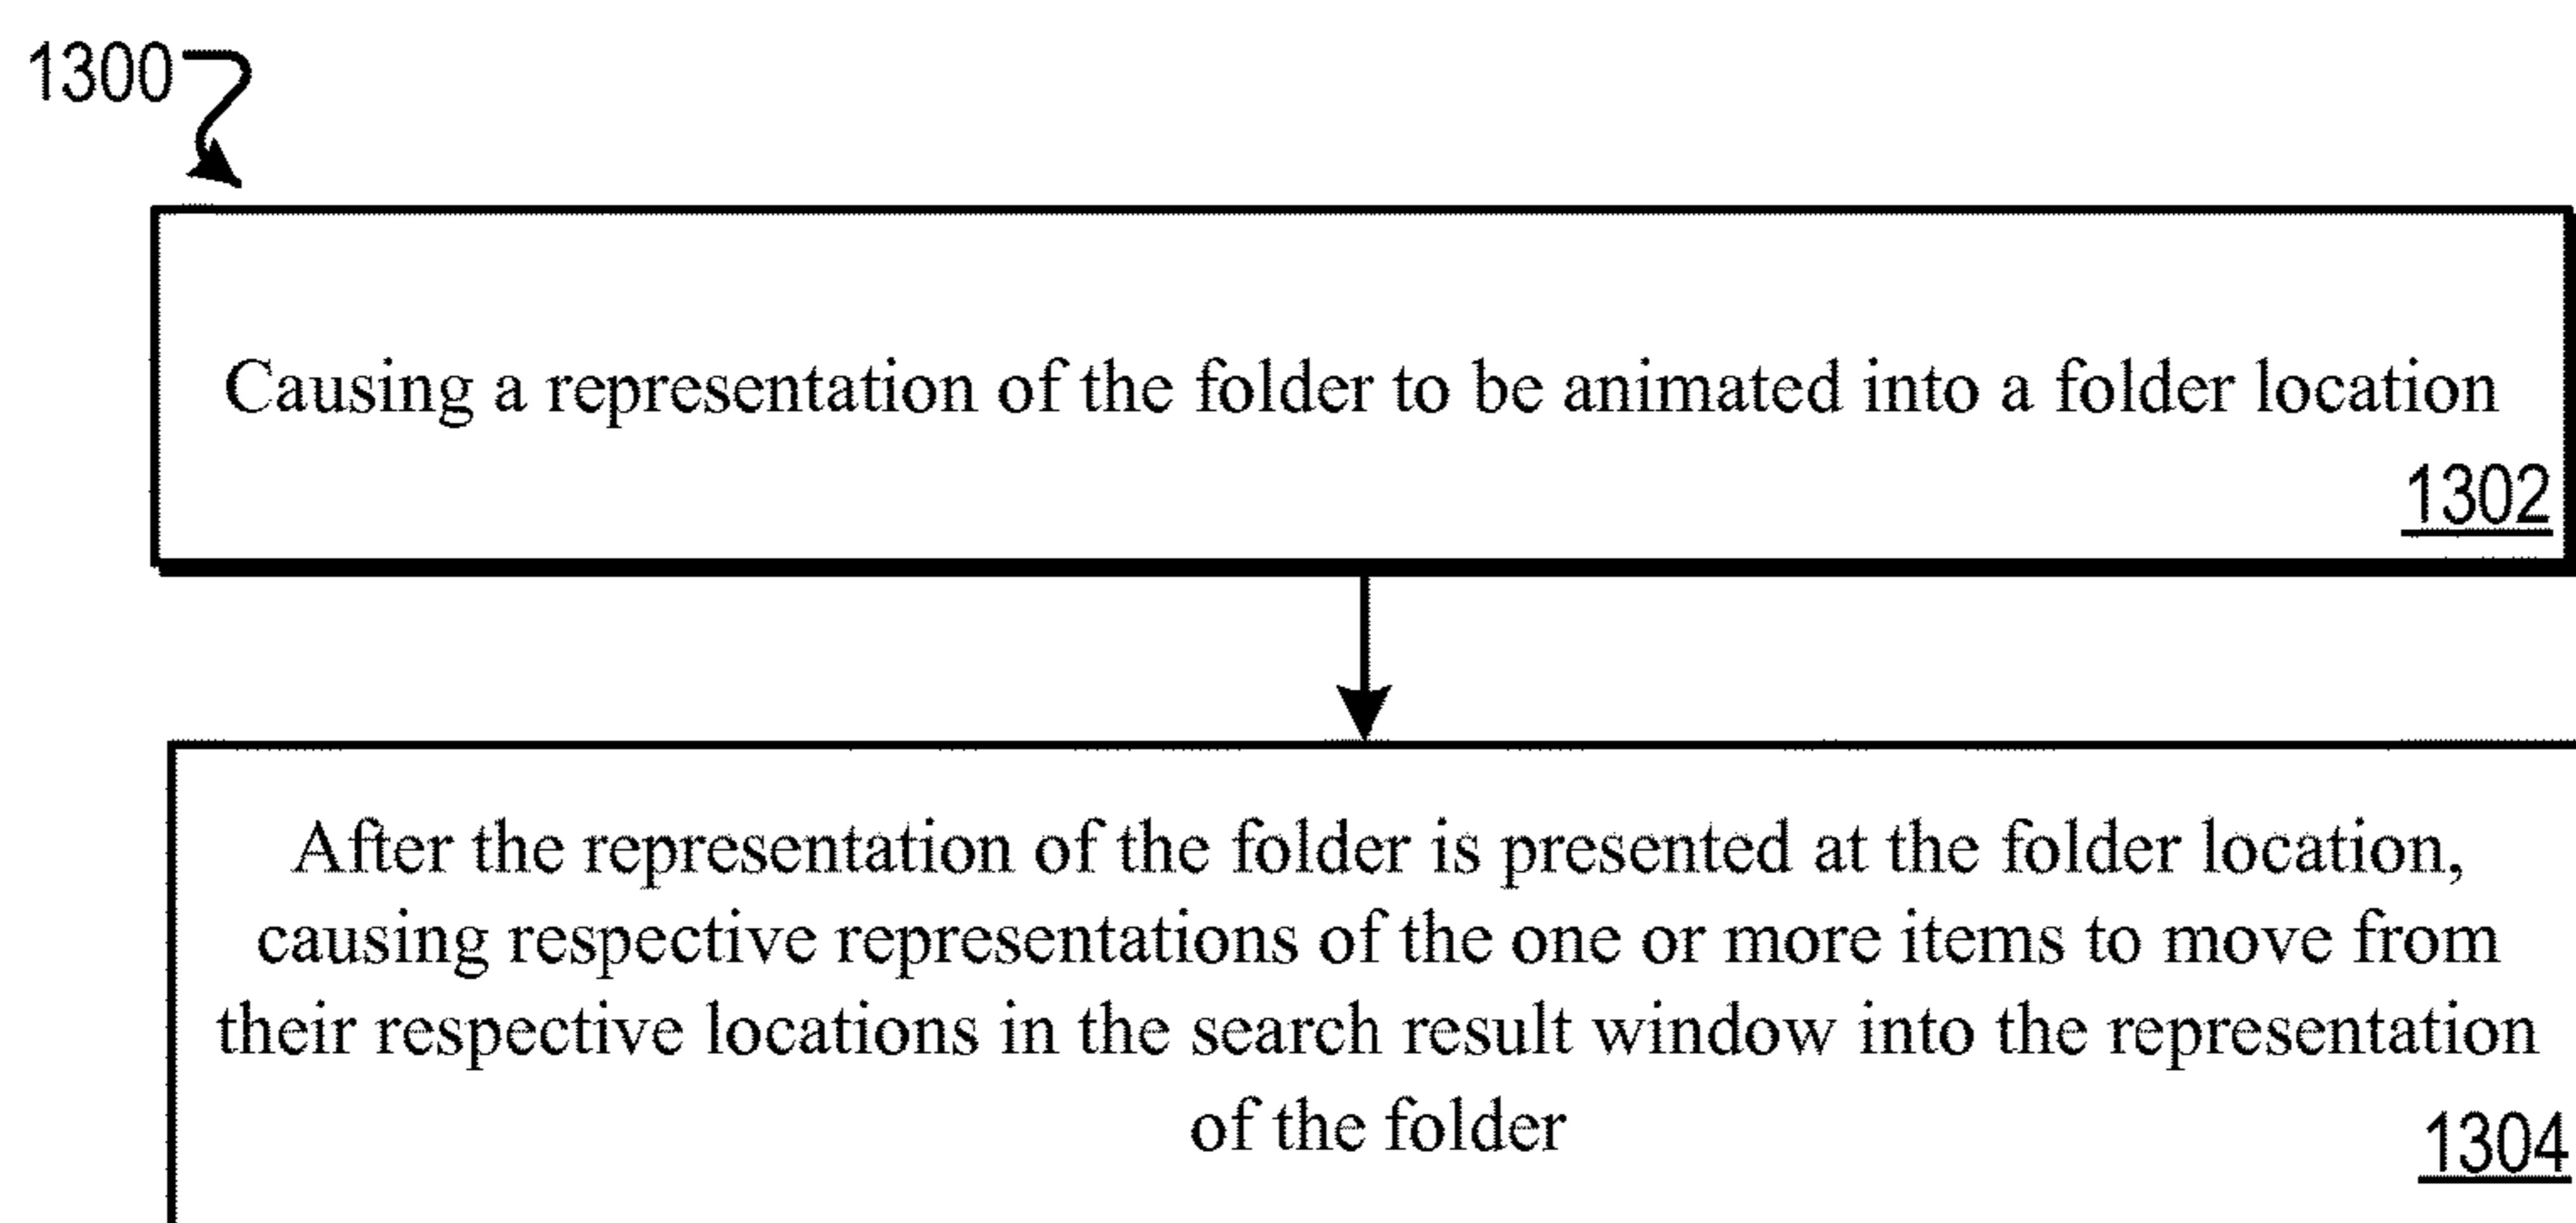 1300
Causing a representation of the folder to be animated into a folder location
1302
After the representation of the folder is presented at the folder location,
causing respective representations of the one or more items to move from
their respective locations in the search result window into the representation
of the folder
1304